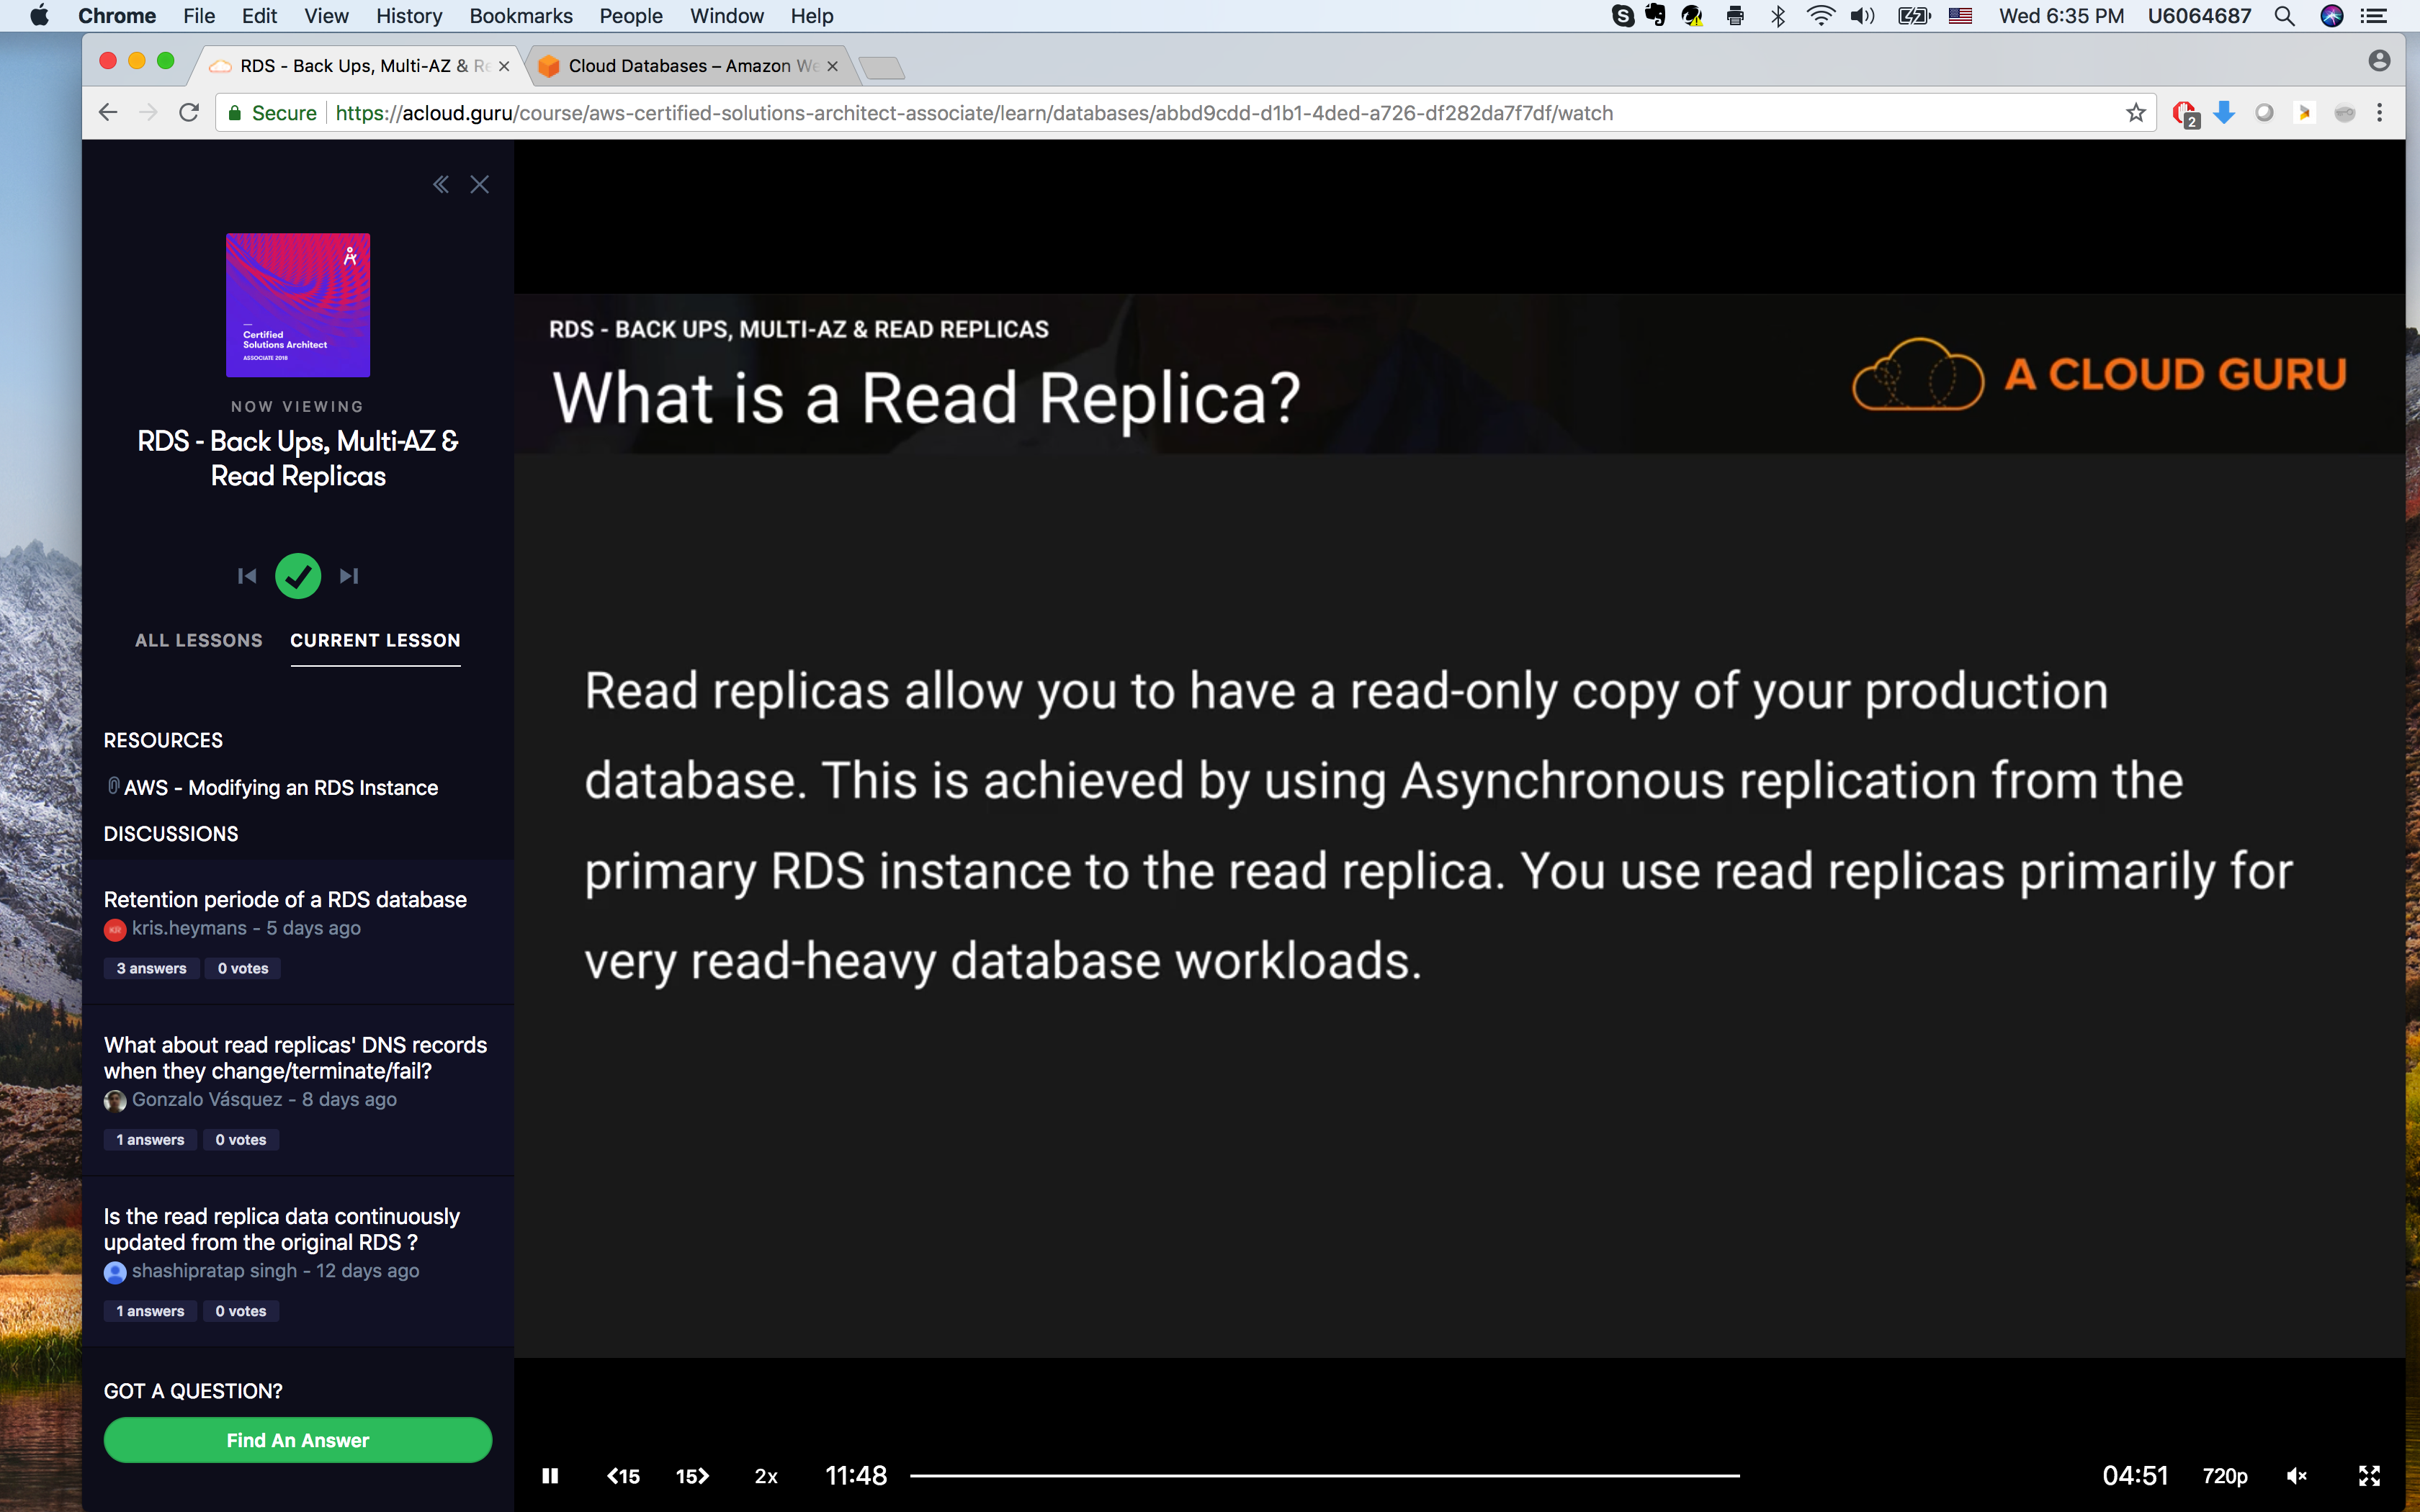 Chrome File Edit View History Bookmarks People Window Help
Wed 6:35 PM U6064687
RDS - Back Ups, Multi-AZ & Re
Cloud Databases – Amazon We
Secure https://acloud.guru/course/aws-certified-solutions-architect-associate/learn/databases/abbd9cdd-d1b1-4ded-a726-df282da7f7df/watch
2
Certified
Solutions Architect
ASSOCIATE 2018
NOW VIEWING
RDS - Back Ups, Multi-AZ &
Read Replicas
ALL LESSONS CURRENT LESSON
RESOURCES
AWS - Modifying an RDS Instance
DISCUSSIONS
Retention periode of a RDS database
KR kris.heymans - 5 days ago
3 answers 0 votes
What about read replicas' DNS records
when they change/terminate/fail?
Gonzalo Vásquez - 8 days ago
1 answers 0 votes
Is the read replica data continuously
updated from the original RDS ?
shashipratap singh - 12 days ago
1 answers 0 votes
GOT A QUESTION?
Find An Answer
RDS - BACK UPS, MULTI-AZ & READ REPLICAS
What is a Read Replica?
A CLOUD GURU
Read replicas allow you to have a read-only copy of your production
database. This is achieved by using Asynchronous replication from the
primary RDS instance to the read replica. You use read replicas primarily for
very read-heavy database workloads.
15 15 2x 11:48 04:51 720p